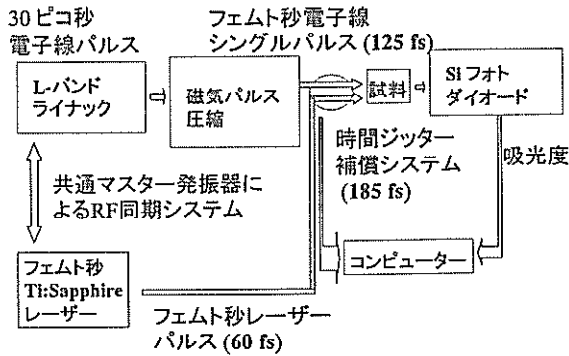 30 ピコ秒
電子線パルス
フェムト秒電子線
シングルパルス (125 fs)
L-バンド
ライナック
磁気パルス
圧縮
試料
Si フォト
ダイオード
共通マスター発振器に
よるRF同期システム
時間ジッター
補償システム
(185 fs)
吸光度
フェムト秒
Ti:Sapphire
レーザー
コンピューター
フェムト秒レーザー
パルス (60 fs)